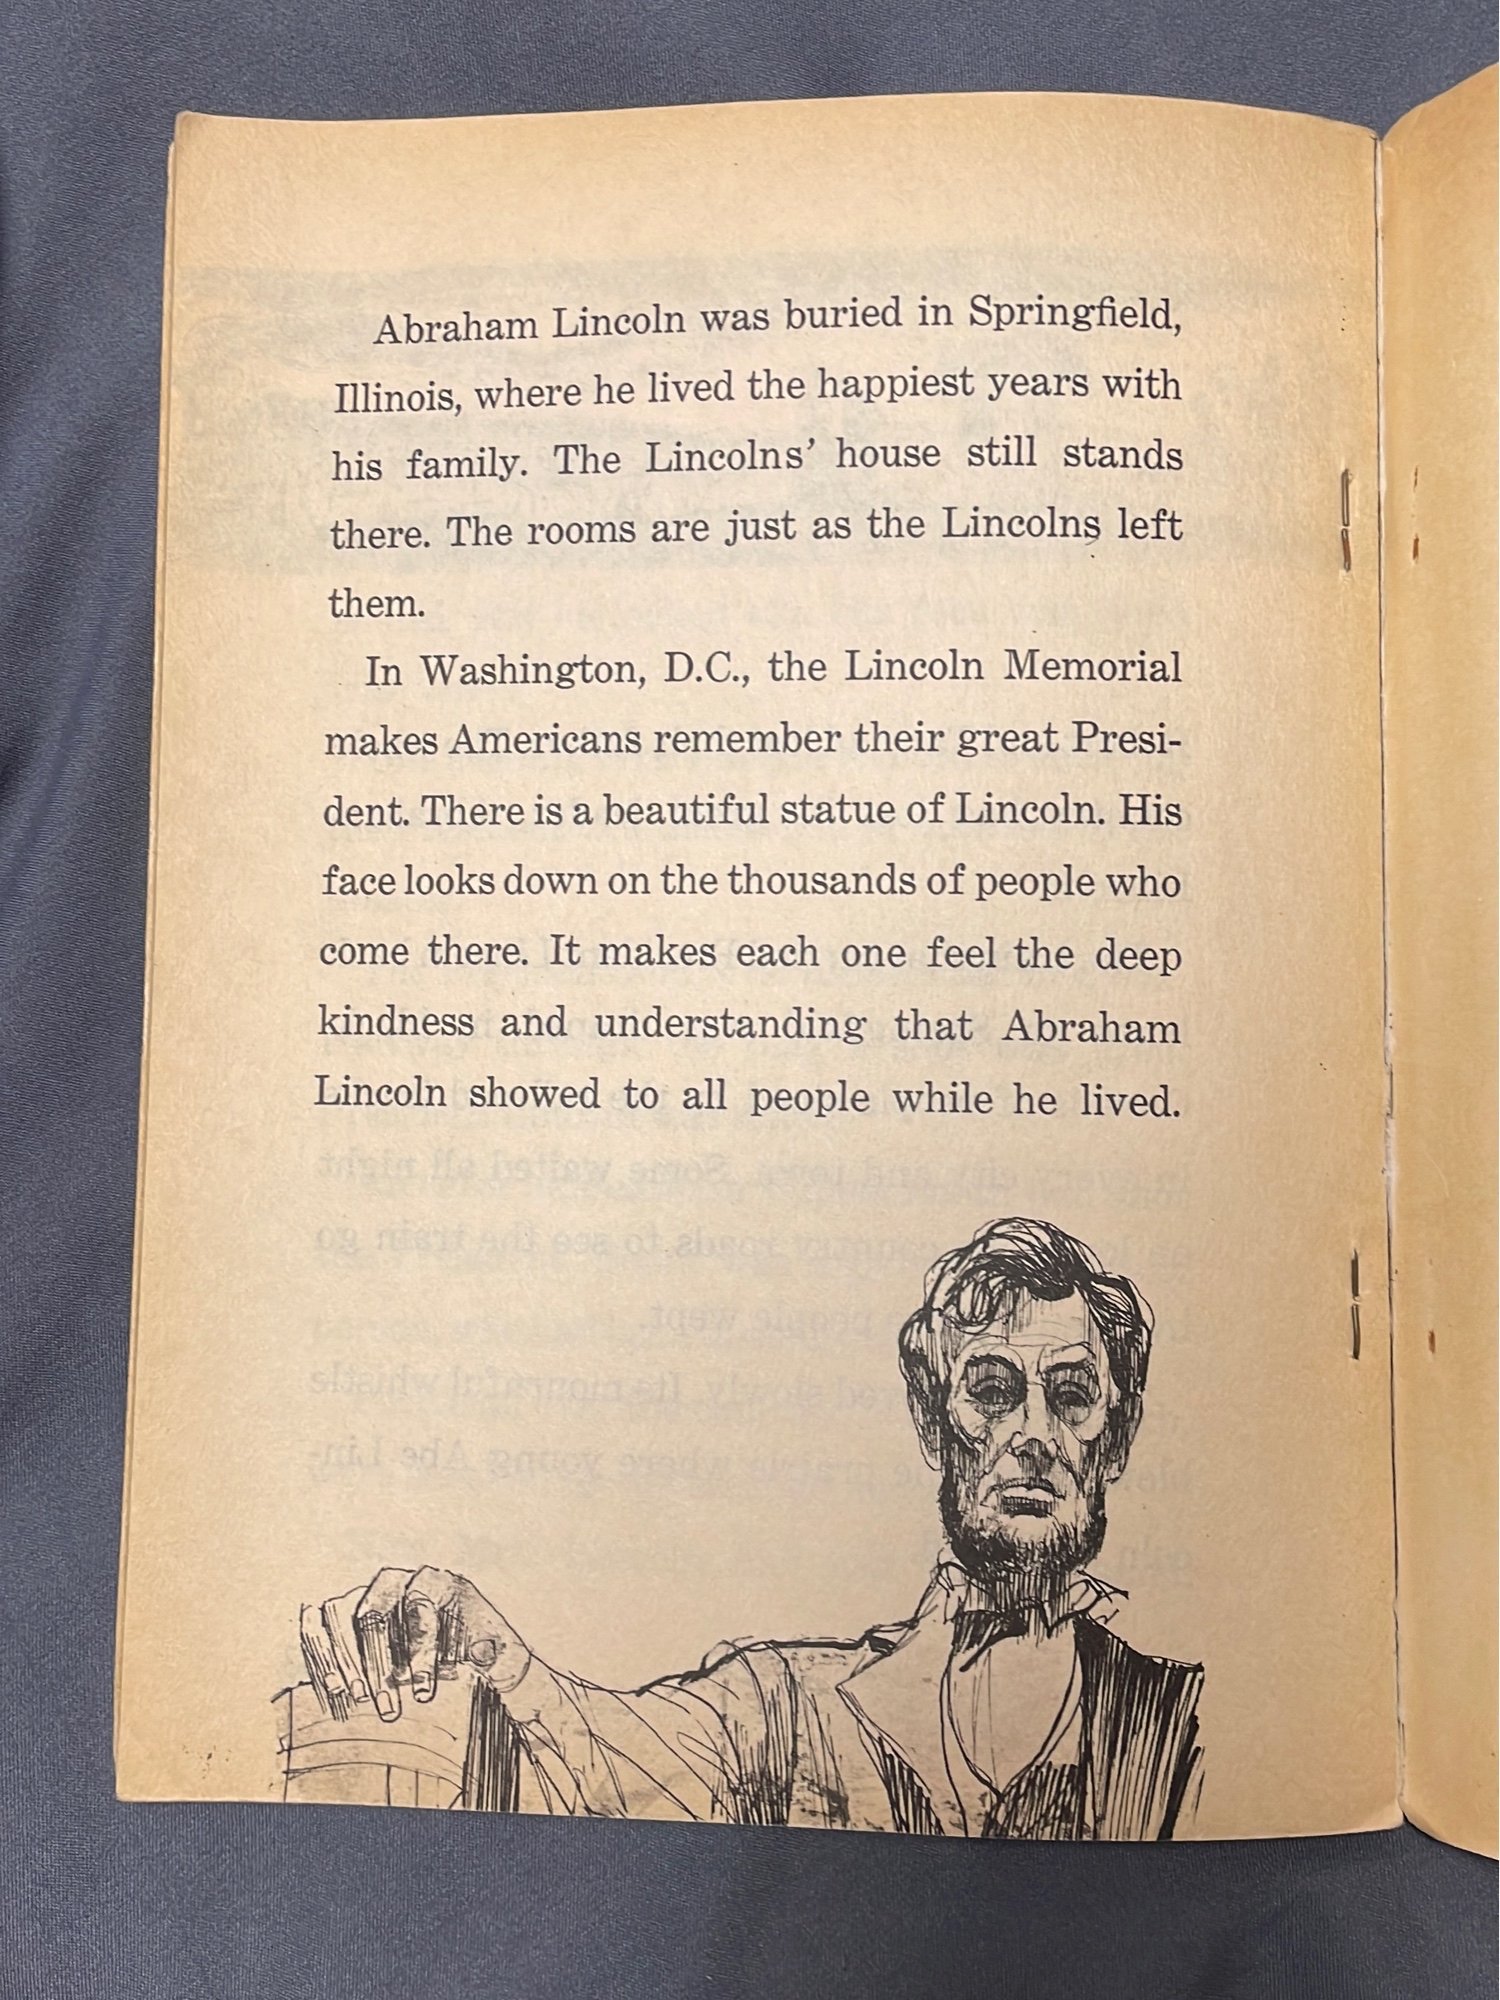 Abraham Lincoln was buried in Springfield,
Illinois, where he lived the happiest years with
his family. The Lincolns’ house still stands
there. The rooms are just as the Lincolns left
them.
In Washington, D.C., the Lincoln Memorial
makes Americans remember their great Presi-
dent. There is a beautiful statue of Lincoln. His
face looks down on the thousands of people who
come there. It makes each one feel the deep
kindness and understanding that Abraham
Lincoln showed to all people while he lived.